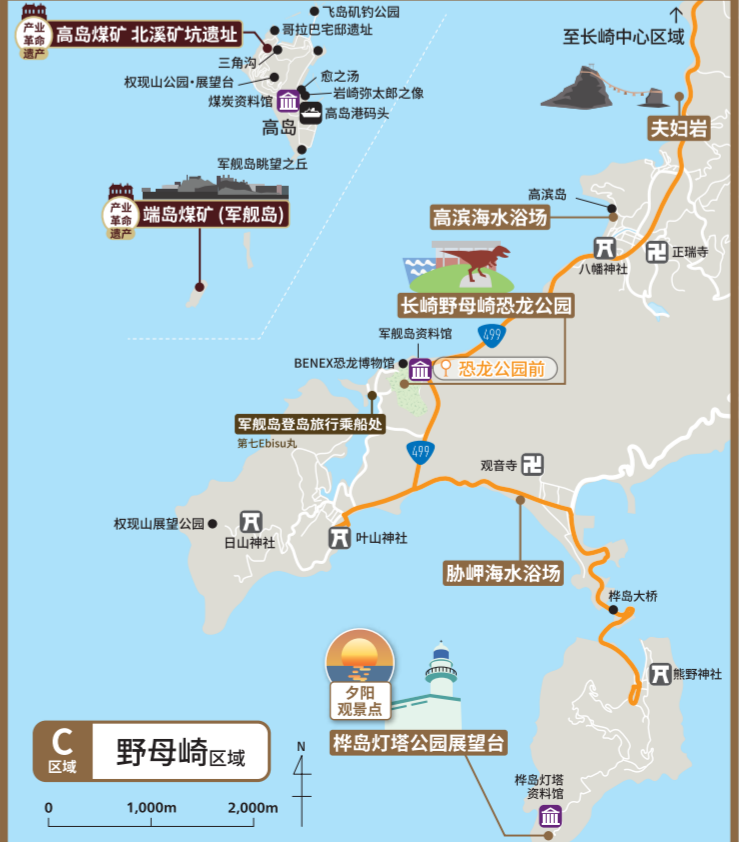 飞岛矶钓公园
至长崎中心区域
产业
革命
遗产
高岛煤矿 北溪矿坑遗址
哥拉巴宅邸遗址
三角沟
权现山公园·展望台
愈之汤
岩崎弥太郎之像
煤炭资料馆
高岛港码头
高岛
夫妇岩
军舰岛眺望之丘
产业
革命
遗产
端岛煤矿 (军舰岛)
高滨岛
高滨海水浴场
八幡神社
正瑞寺
长崎野母崎恐龙公园
499
军舰岛资料馆
BENEX恐龙博物馆
恐龙公园前
军舰岛登岛旅行乘船处
第七Ebisu丸
499
观音寺
权现山展望公园
日山神社
叶山神社
胁岬海水浴场
桦岛大桥
熊野神社
夕阳
观景点
桦岛灯塔公园展望台
C
区域
野母崎区域
N
0 1,000m 2,000m
桦岛灯塔
资料馆